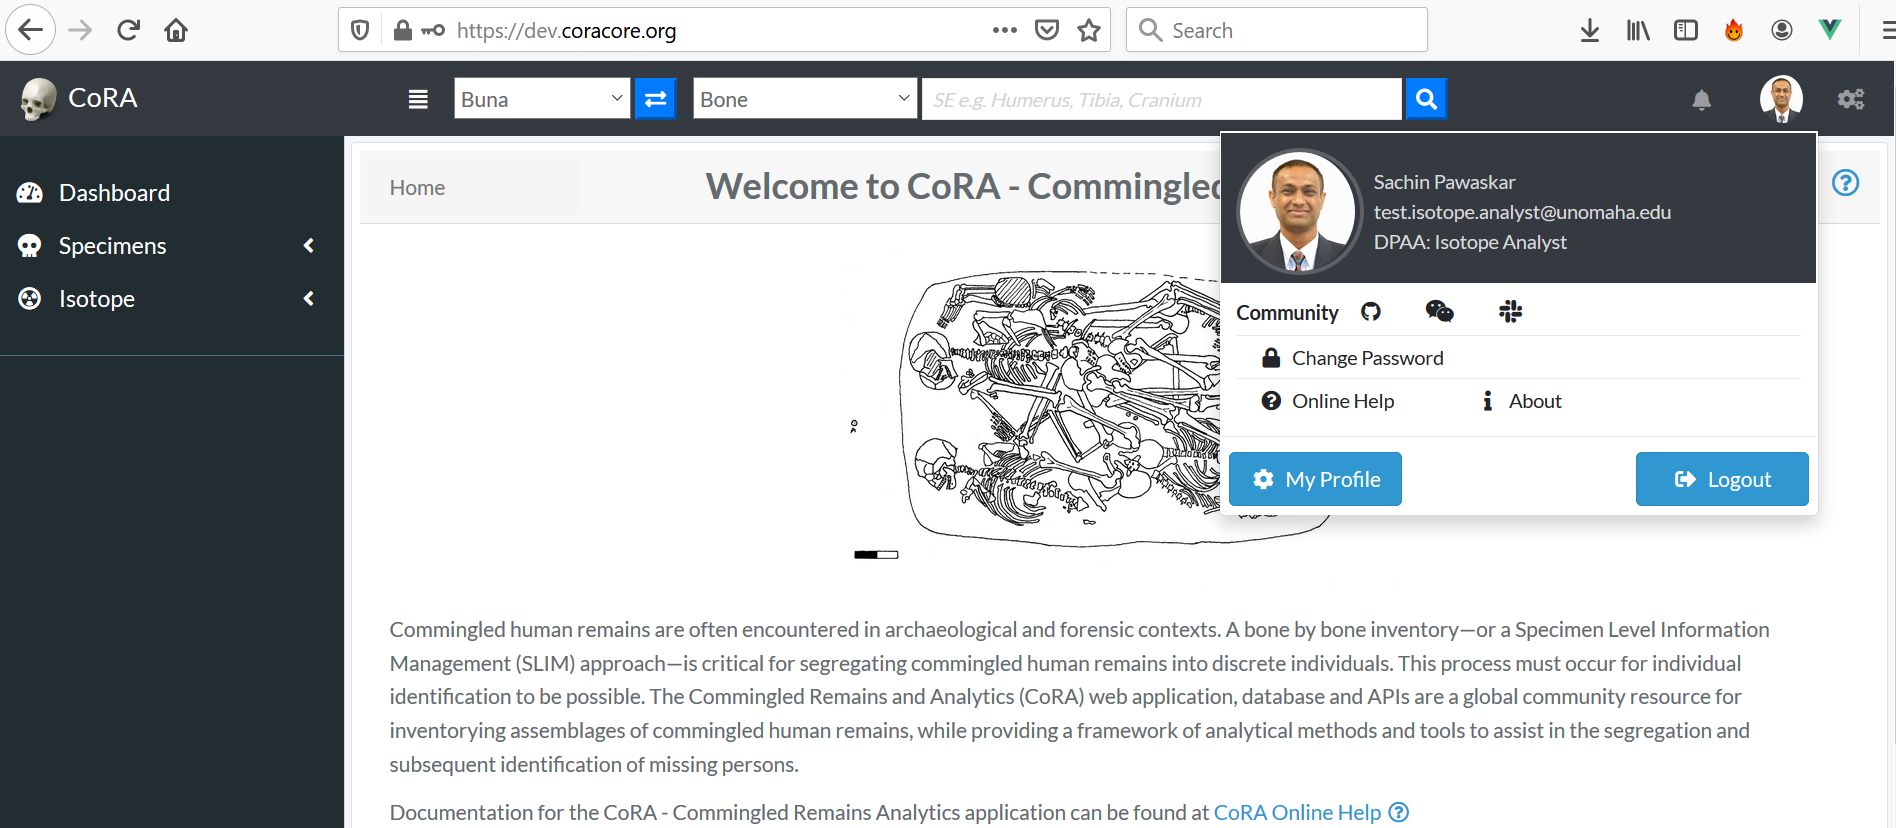 https://dev.coracore.org
Search
CoRA
Buna
Bone
SE e.g. Humerus, Tibia, Cranium
Dashboard
Specimens
Isotope
Home
Welcome to CoRA - Commingled
Sachin Pawaskar
test.isotope.analyst@unomaha.edu
DPAA: Isotope Analyst
Community
Change Password
Online Help
About
My Profile
Logout
Commingled human remains are often encountered in archaeological and forensic contexts. A bone by bone inventory—or a Specimen Level Information
Management (SLIM) approach—is critical for segregating commingled human remains into discrete individuals. This process must occur for individual
identification to be possible. The Commingled Remains and Analytics (CoRA) web application, database and APIs are a global community resource for
inventorying assemblages of commingled human remains, while providing a framework of analytical methods and tools to assist in the segregation and
subsequent identification of missing persons.
Documentation for the CoRA - Commingled Remains Analytics application can be found at CoRA Online Help